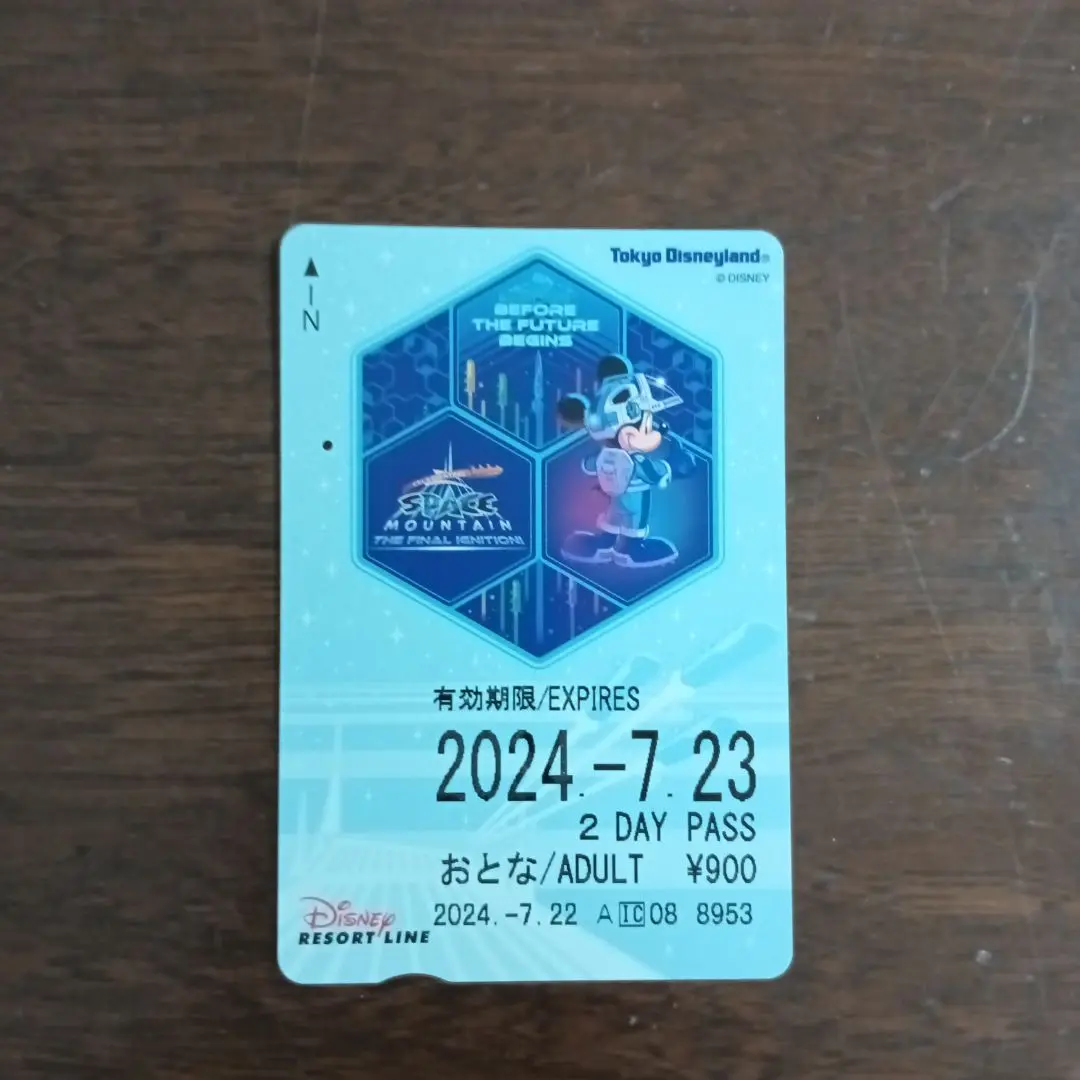 Tokyo Disneyland®
© DISNEY
IN
BEFORE
THE FUTURE
BEGINS
SPACE
MOUNTAIN
THE FINAL IGNITION!
有効期限/EXPIRES
2024.-7.23
2 DAY PASS
おとな/ADULT ¥900
2024.-7.22 A IC 08 8953
Disney
RESORT LINE